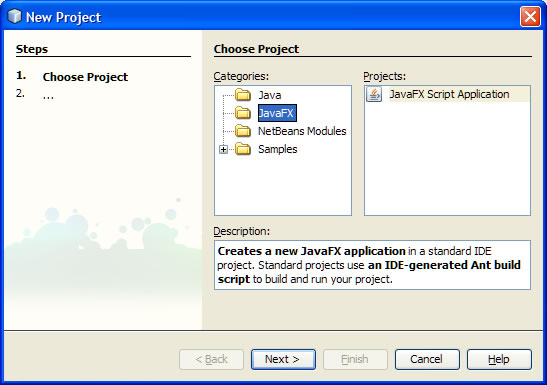 New Project
Steps
1. Choose Project
2. ...
Choose Project
Categories:
Java
JavaFX
NetBeans Modules
Samples
Projects:
JavaFX Script Application
Description:
Creates a new JavaFX application in a standard IDE
project. Standard projects use an IDE-generated Ant build
script to build and run your project.
< Back
Next >
Finish
Cancel
Help